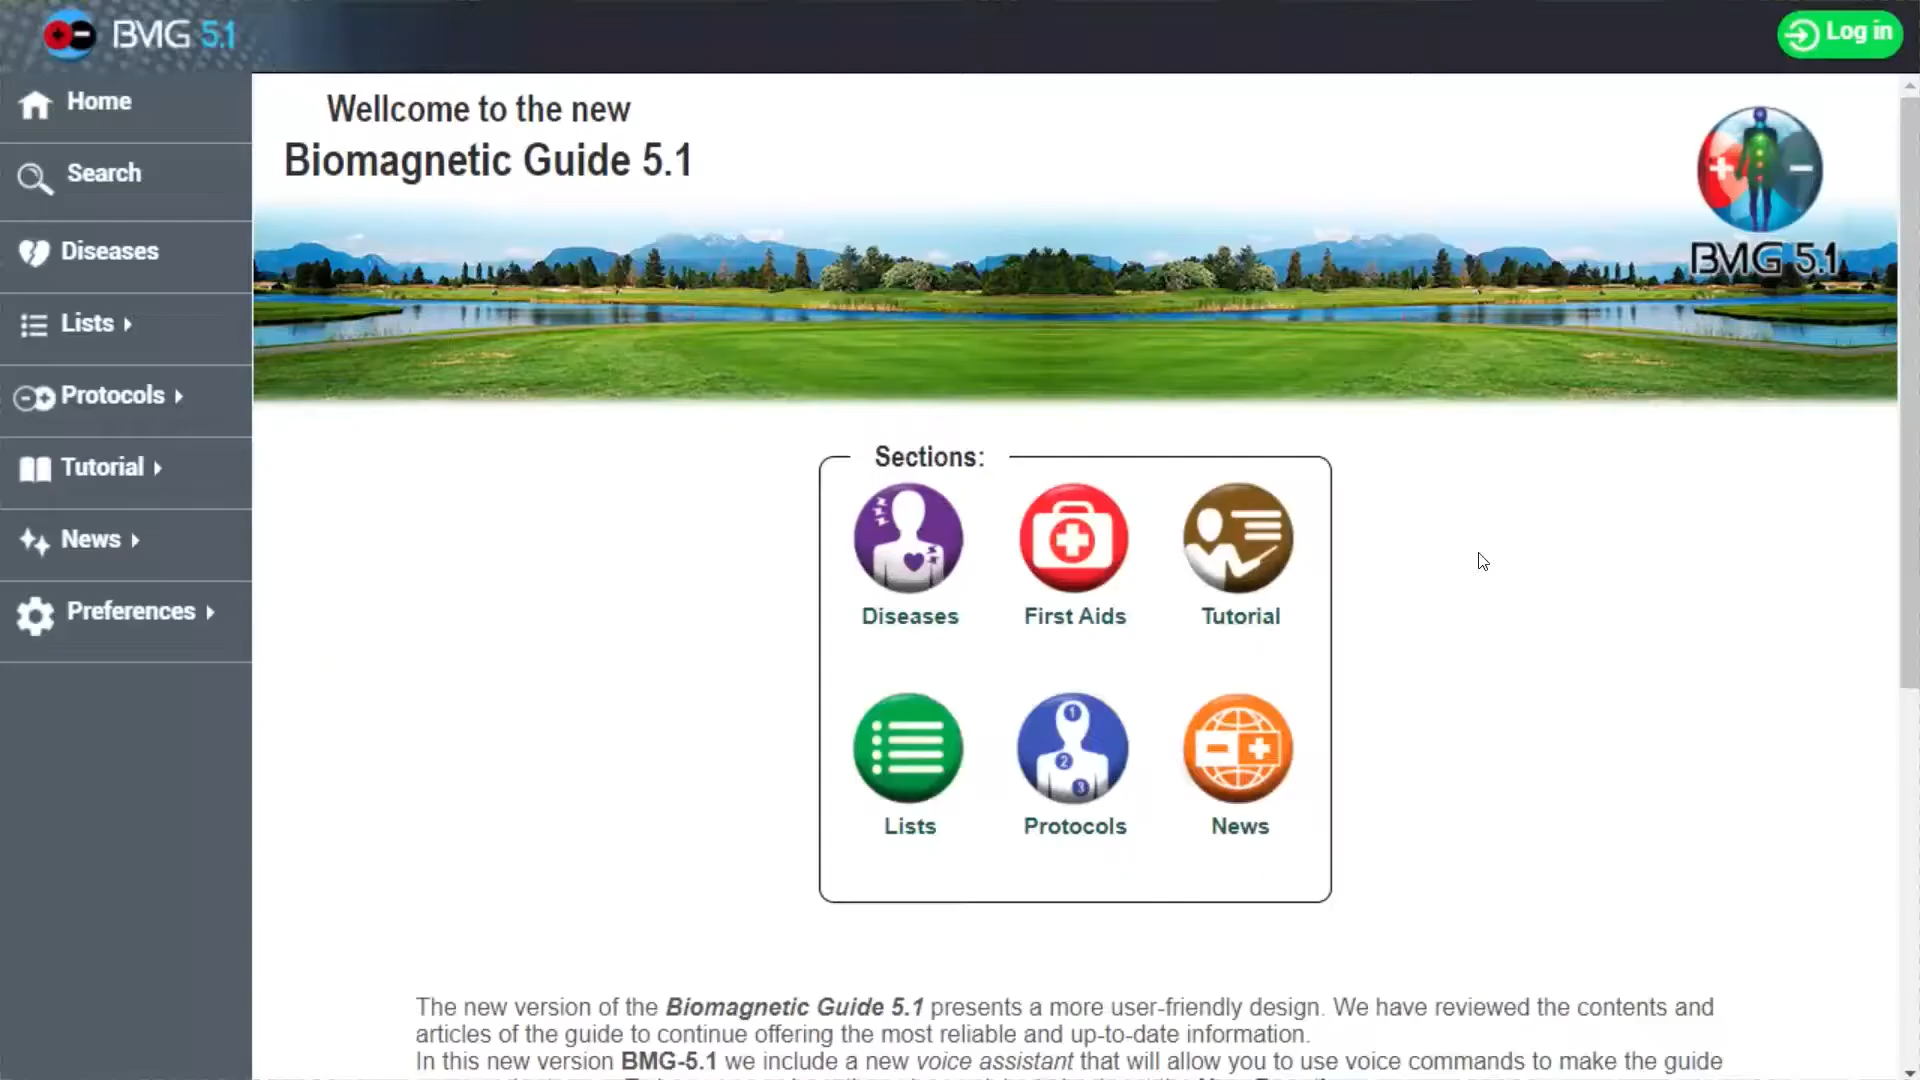 BMG 5.1
Log in
Home
Search
Diseases
Lists
Protocols
Tutorial
News
Preferences
Wellcome to the new
Biomagnetic Guide 5.1
BMG 5.1
Sections:
Diseases
First Aids
Tutorial
Lists
1
2
3
Protocols
News
The new version of the Biomagnetic Guide 5.1 presents a more user-friendly design. We have reviewed the contents and
articles of the guide to continue offering the most reliable and up-to-date information.
In this new version BMG-5.1 we include a new voice assistant that will allow you to use voice commands to make the guide